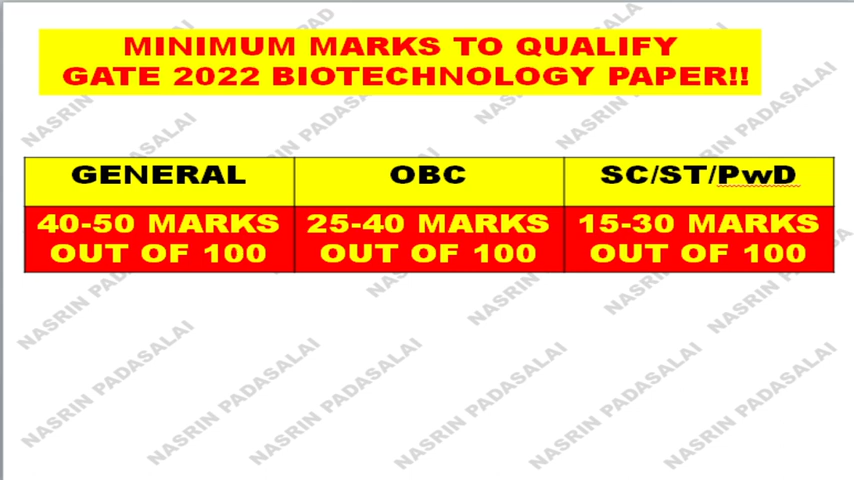 MINIMUM MARKS TO QUALIFY
GATE 2022 BIOTECHNOLOGY PAPER!!
GENERAL
OBC
SC/ST/PwD
40-50 MARKS
OUT OF 100
25-40 MARKS
OUT OF 100
15-30 MARKS
OUT OF 100
NASRIN PADASALAI